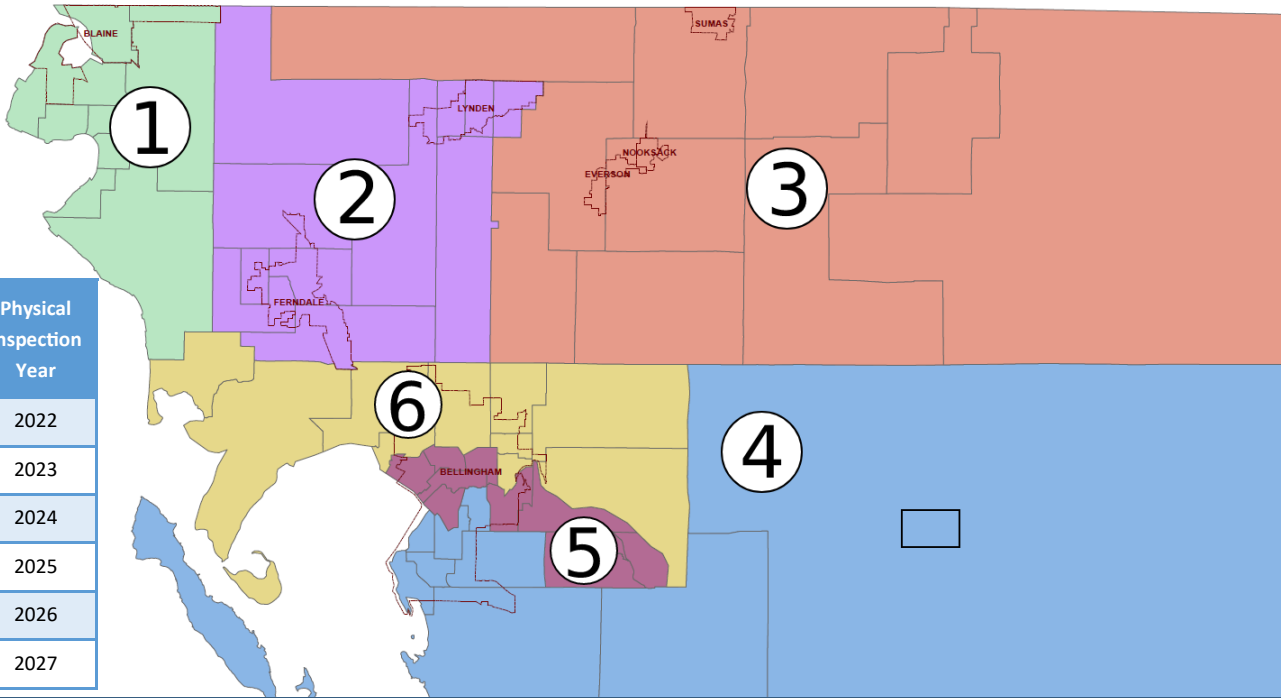 BLAINE
SUMAS
1
LYNDEN
2
NOOKSACK
EVERSON
3
FERNDALE
Physical
nspection
Year
2022
2023
2024
2025
2026
2027
6
4
BELLINGHAM
5